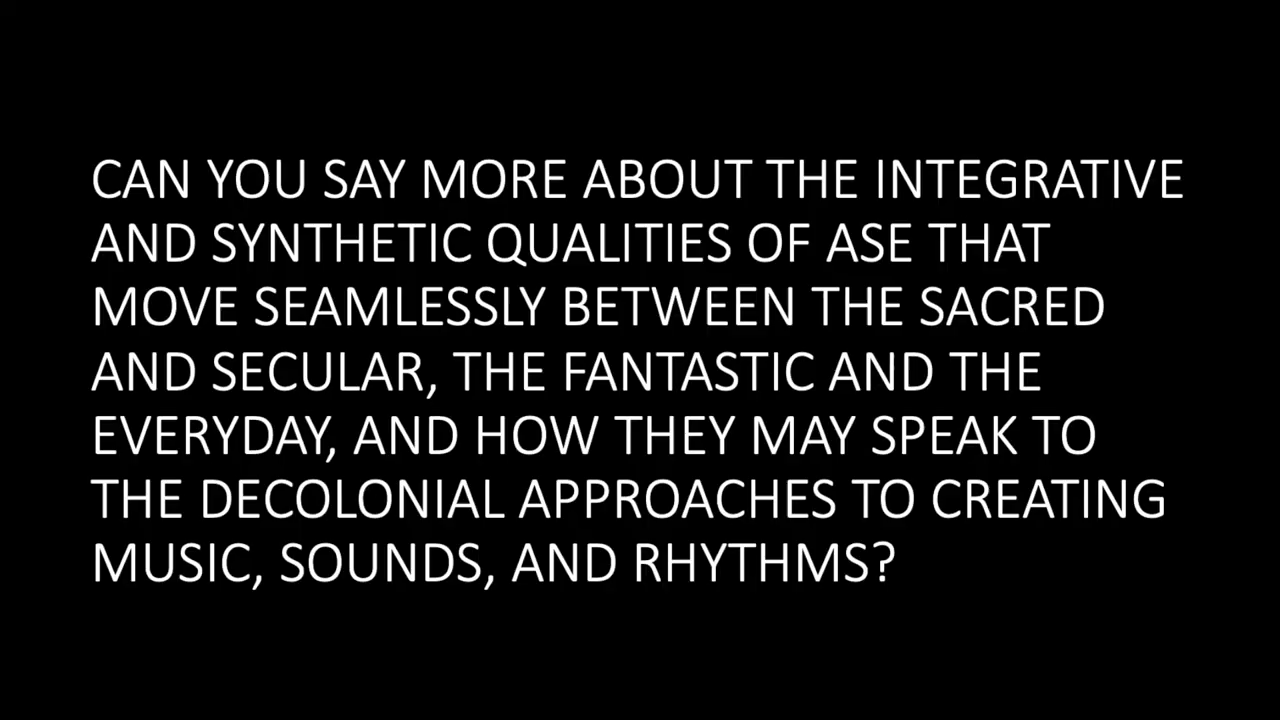 CAN YOU SAY MORE ABOUT THE INTEGRATIVE
AND SYNTHETIC QUALITIES OF ASE THAT
MOVE SEAMLESSLY BETWEEN THE SACRED
AND SECULAR, THE FANTASTIC AND THE
EVERYDAY, AND HOW THEY MAY SPEAK TO
THE DECOLONIAL APPROACHES TO CREATING
MUSIC, SOUNDS, AND RHYTHMS?